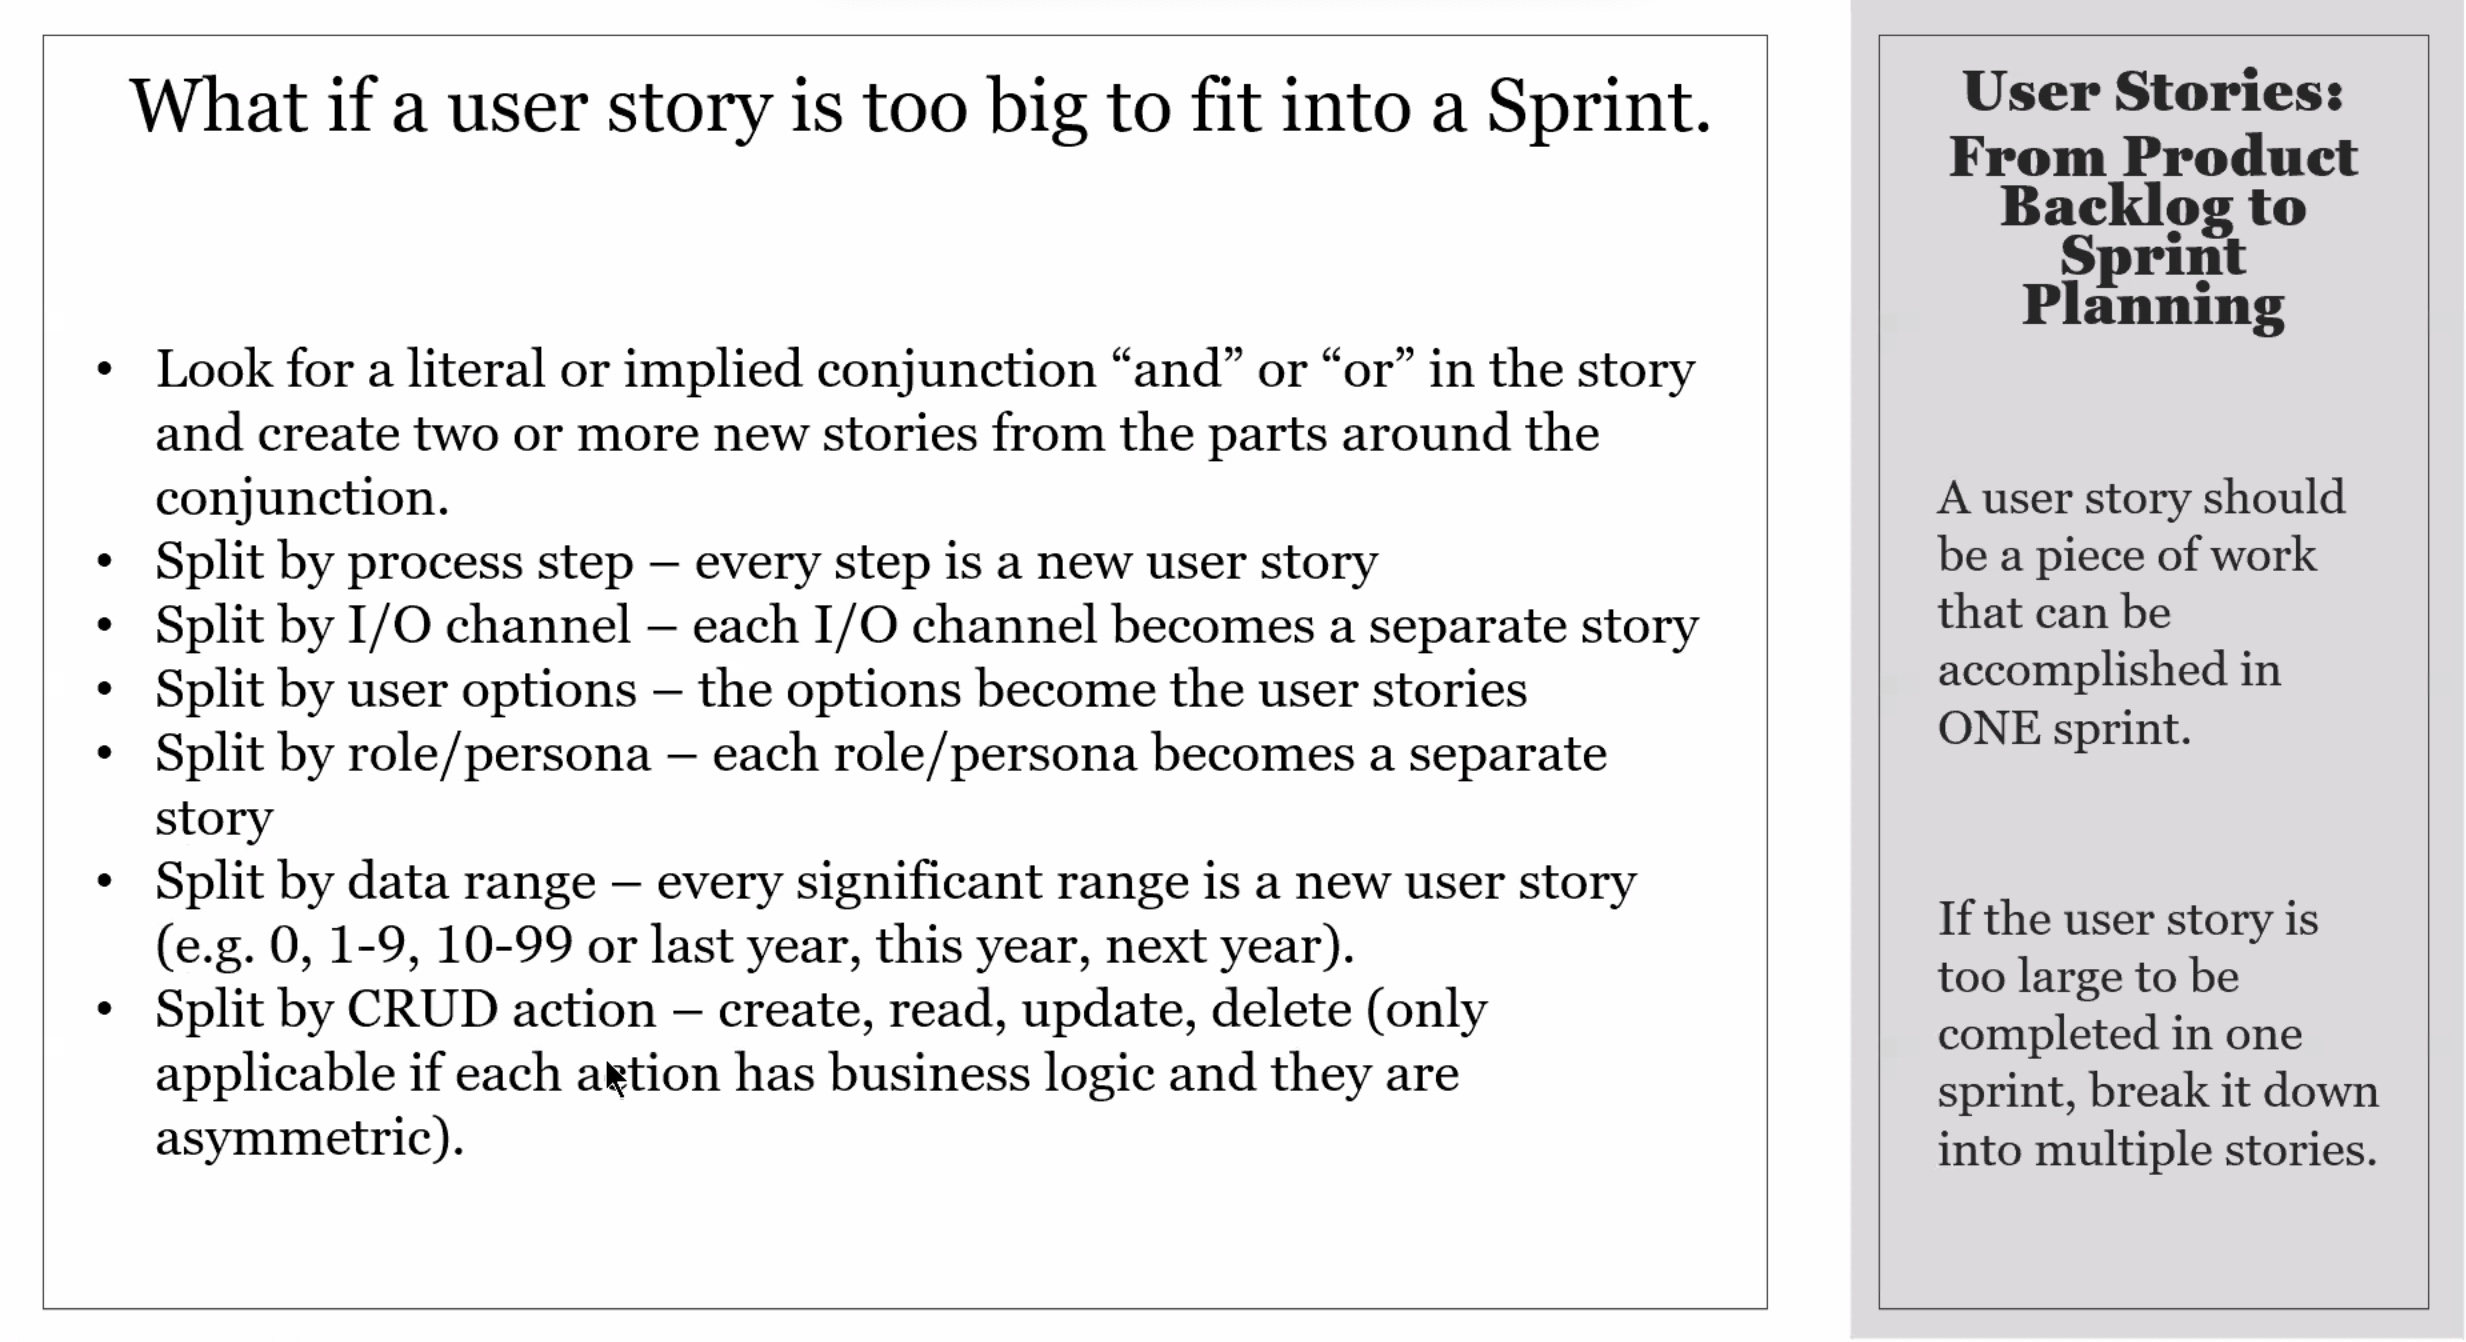 What if a user story is too big to fit into a Sprint.
• Look for a literal or implied conjunction “and” or “or” in the story
and create two or more new stories from the parts around the
conjunction.
• Split by process step – every step is a new user story
• Split by I/O channel – each I/O channel becomes a separate story
• Split by user options – the options become the user stories
• Split by role/persona – each role/persona becomes a separate
story
• Split by data range – every significant range is a new user story
(e.g. 0, 1-9, 10-99 or last year, this year, next year).
• Split by CRUD action – create, read, update, delete (only
applicable if each action has business logic and they are
asymmetric).
User Stories:
From Product
Backlog to
Sprint
Planning
A user story should
be a piece of work
that can be
accomplished in
ONE sprint.
If the user story is
too large to be
completed in one
sprint, break it down
into multiple stories.